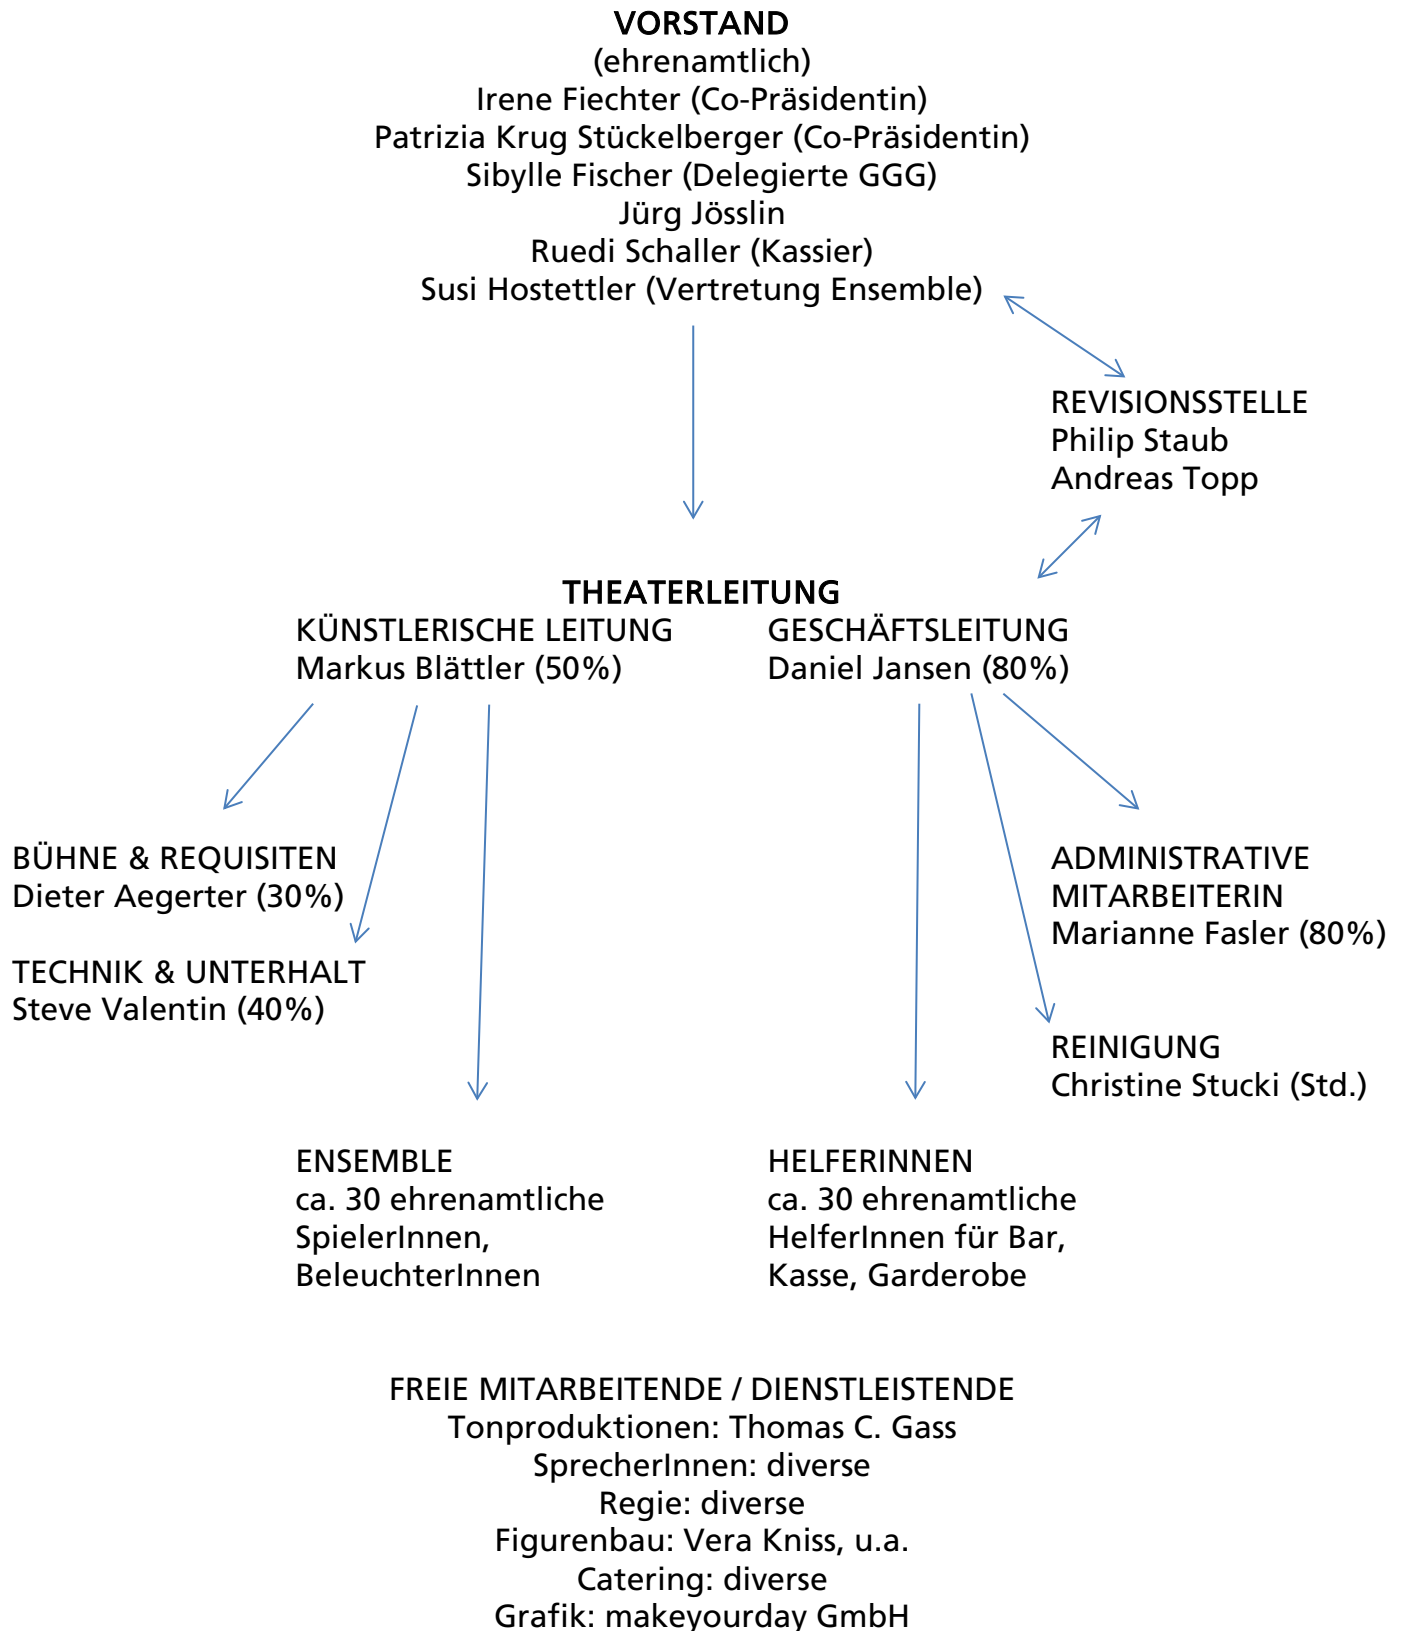 VORSTAND
(ehrenamtlich)
Irene Fiechter (Co-Präsidentin)
Patrizia Krug Stückelberger (Co-Präsidentin)
Sibylle Fischer (Delegierte GGG)
Jürg Jösslin
Ruedi Schaller (Kassier)
Susi Hostettler (Vertretung Ensemble)
REVISIONSSTELLE
Philip Staub
Andreas Topp
THEATERLEITUNG
KÜNSTLERISCHE LEITUNG
Markus Blättler (50%)
GESCHÄFTSLEITUNG
Daniel Jansen (80%)
BÜHNE & REQUISITEN
Dieter Aegerter (30%)
TECHNIK & UNTERHALT
Steve Valentin (40%)
ADMINISTRATIVE
MITARBEITERIN
Marianne Fasler (80%)
REINIGUNG
Christine Stucki (Std.)
ENSEMBLE
ca. 30 ehrenamtliche
SpielerInnen,
BeleuchterInnen
HELFERINNEN
ca. 30 ehrenamtliche
HelferInnen für Bar,
Kasse, Garderobe
FREIE MITARBEITENDE / DIENSTLEISTENDE
Tonproduktionen: Thomas C. Gass
SprecherInnen: diverse
Regie: diverse
Figurenbau: Vera Kniss, u.a.
Catering: diverse
Grafik: makeyourday GmbH